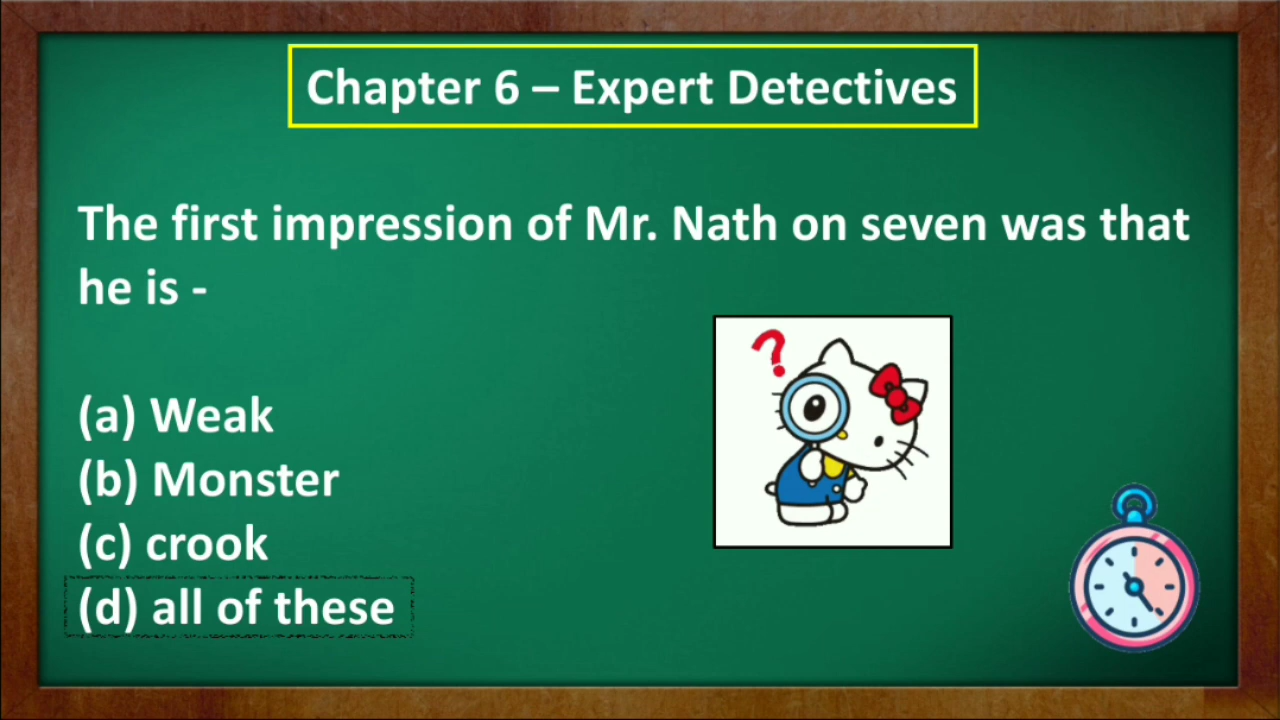 Chapter 6 – Expert Detectives
The first impression of Mr. Nath on seven was that
he is -
(a) Weak
(b) Monster
(c) crook
(d) all of these
?